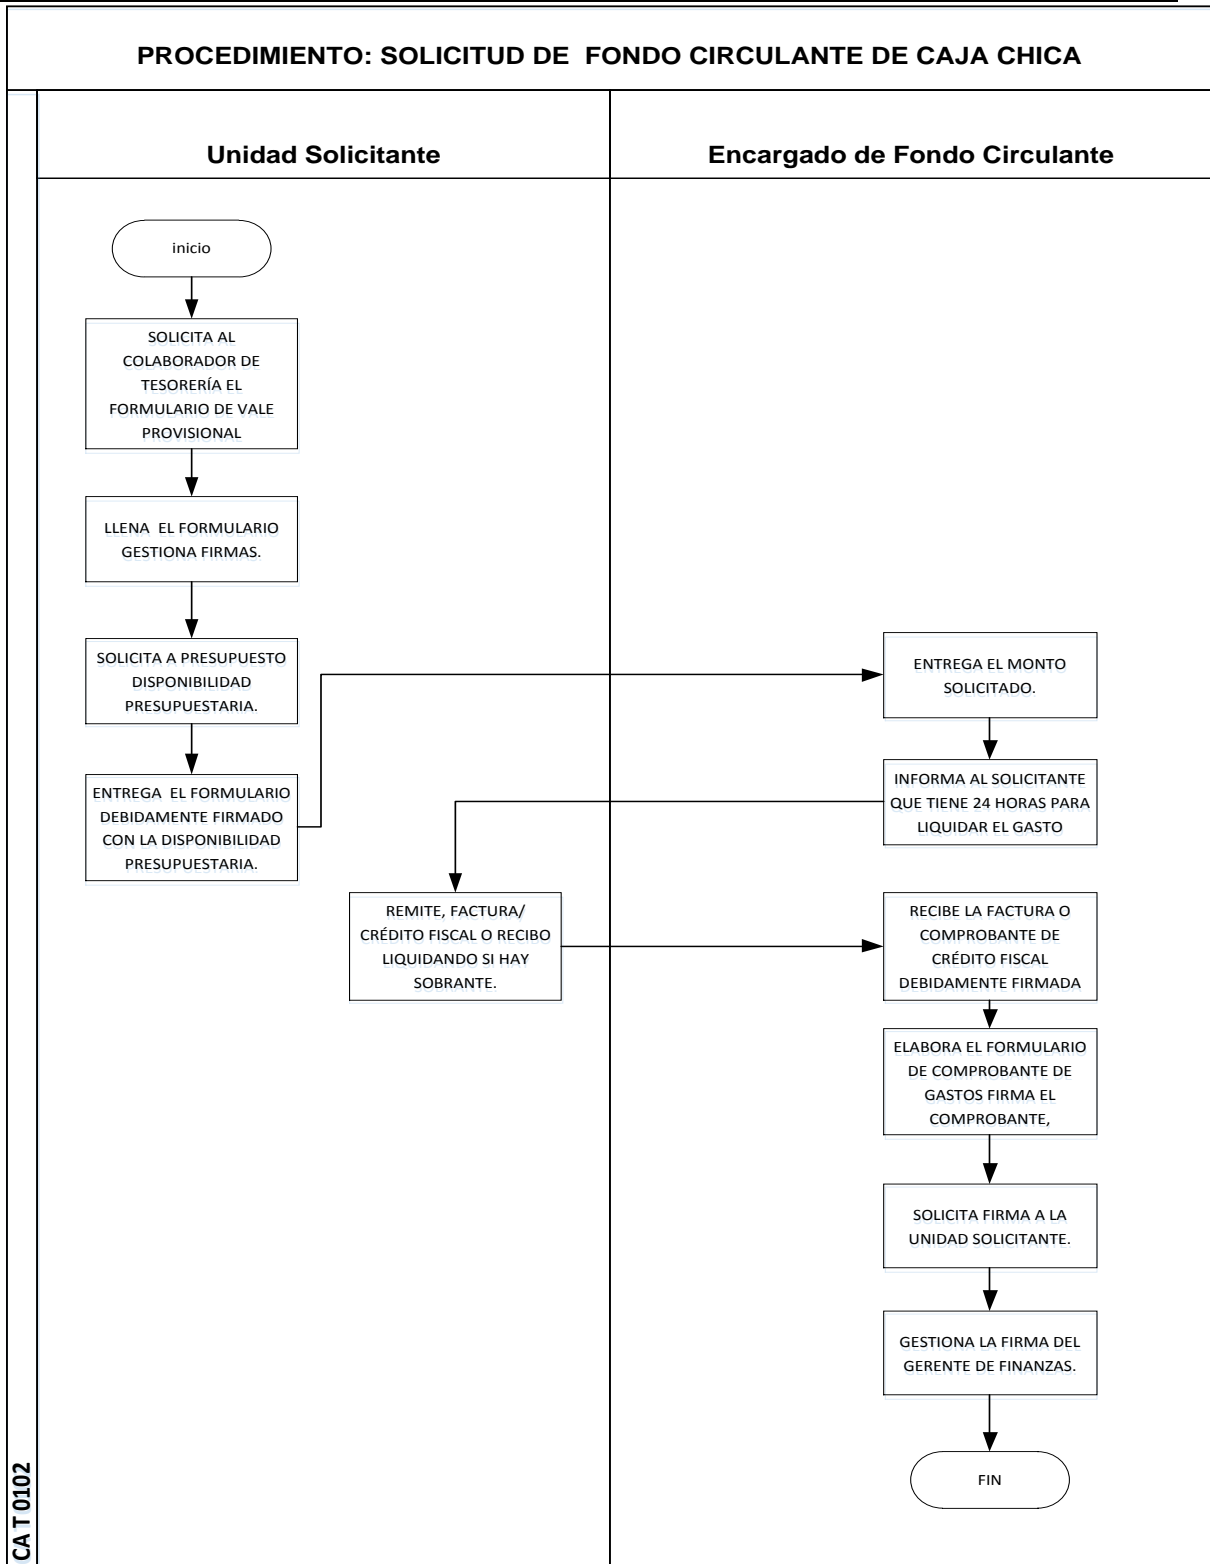 PROCEDIMIENTO: SOLICITUD DE FONDO CIRCULANTE DE CAJA CHICA
Unidad Solicitante
Encargado de Fondo Circulante
inicio
SOLICITA AL
COLABORADOR DE
TESORERÍA EL
FORMULARIO DE VALE
PROVISIONAL
LLENA EL FORMULARIO
GESTIONA FIRMAS.
SOLICITA A PRESUPUESTO
DISPONIBILIDAD
PRESUPUESTARIA.
ENTREGA EL FORMULARIO
DEBIDAMENTE FIRMADO
CON LA DISPONIBILIDAD
PRESUPUESTARIA.
ENTREGA EL MONTO
SOLICITADO.
INFORMA AL SOLICITANTE
QUE TIENE 24 HORAS PARA
LIQUIDAR EL GASTO
REMITE, FACTURA/
CRÉDITO FISCAL O RECIBO
LIQUIDANDO SI HAY
SOBRANTE.
RECIBE LA FACTURA O
COMPROBANTE DE
CRÉDITO FISCAL
DEBIDAMENTE FIRMADA
ELABORA EL FORMULARIO
DE COMPROBANTE DE
GASTOS FIRMA EL
COMPROBANTE,
SOLICITA FIRMA A LA
UNIDAD SOLICITANTE.
GESTIONA LA FIRMA DEL
GERENTE DE FINANZAS.
FIN
CA T 0102